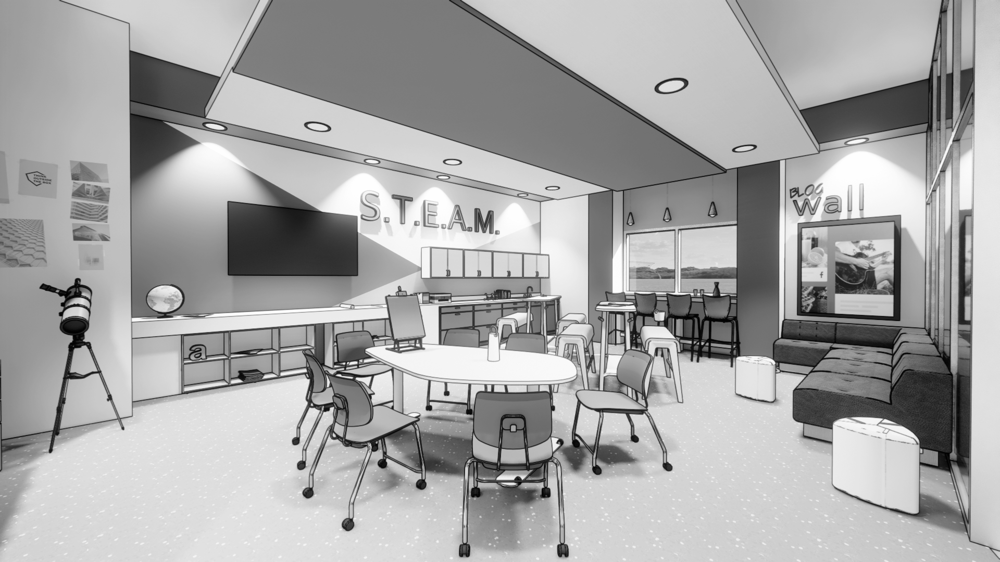 THINK
OUTSIDE
THE BOX
S.T.E.A.M.
BLOG
wall
f
a